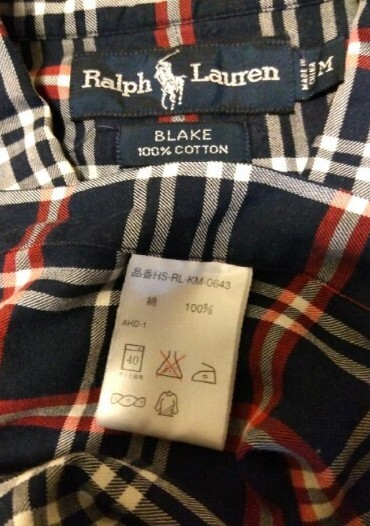 Ralph Lauren
MADE IN CHINA
M
BLAKE
100% COTTON
品番HS-RL-KM-0643
綿 100%
AHD-1
40